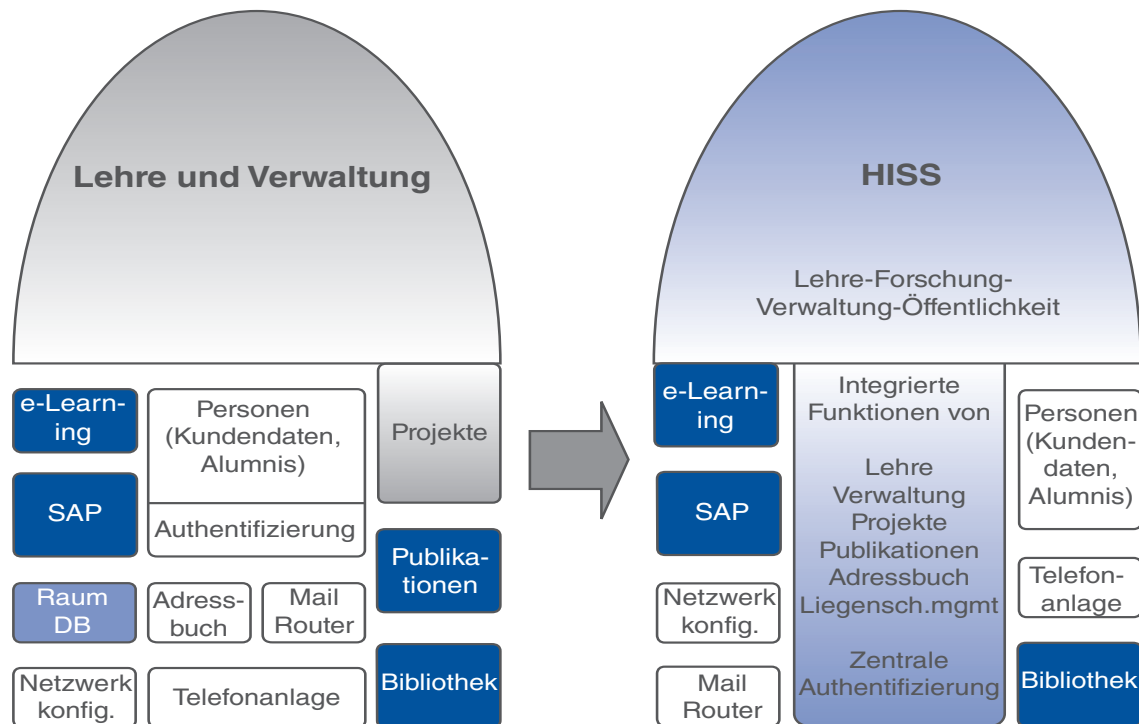 Lehre und Verwaltung
e-Learn-
ing
Personen
(Kundendaten,
Alumnis)
Projekte
SAP
Authentifizierung
Publika-
tionen
Raum
DB
Adress-
buch
Mail
Router
Netzwerk
konfig.
Telefonanlage
Bibliothek
HISS
Lehre-Forschung-
Verwaltung-Öffentlichkeit
e-Learn-
ing
Integrierte
Funktionen von
Lehre
Verwaltung
Projekte
Publikationen
Adressbuch
Liegensch.mgmt
Zentrale
Authentifizierung
Personen
(Kunden-
daten,
Alumnis)
SAP
Telefon-
anlage
Netzwerk
konfig.
Mail
Router
Bibliothek